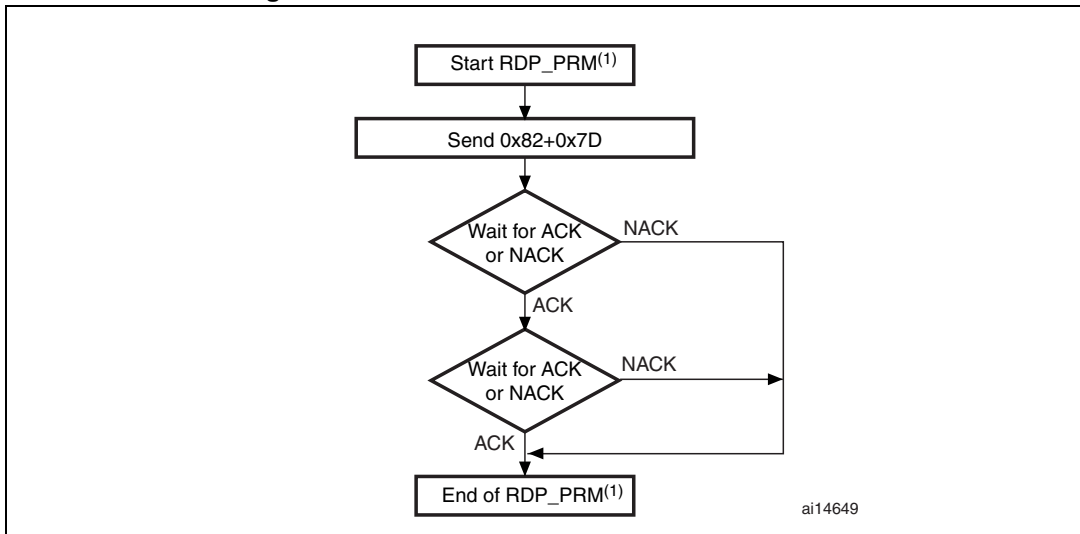 Start RDP_PRM(1)
Send 0x82+0x7D
Wait for ACK
or NACK
NACK
ACK
Wait for ACK
or NACK
NACK
ACK
End of RDP_PRM(1)
ai14649